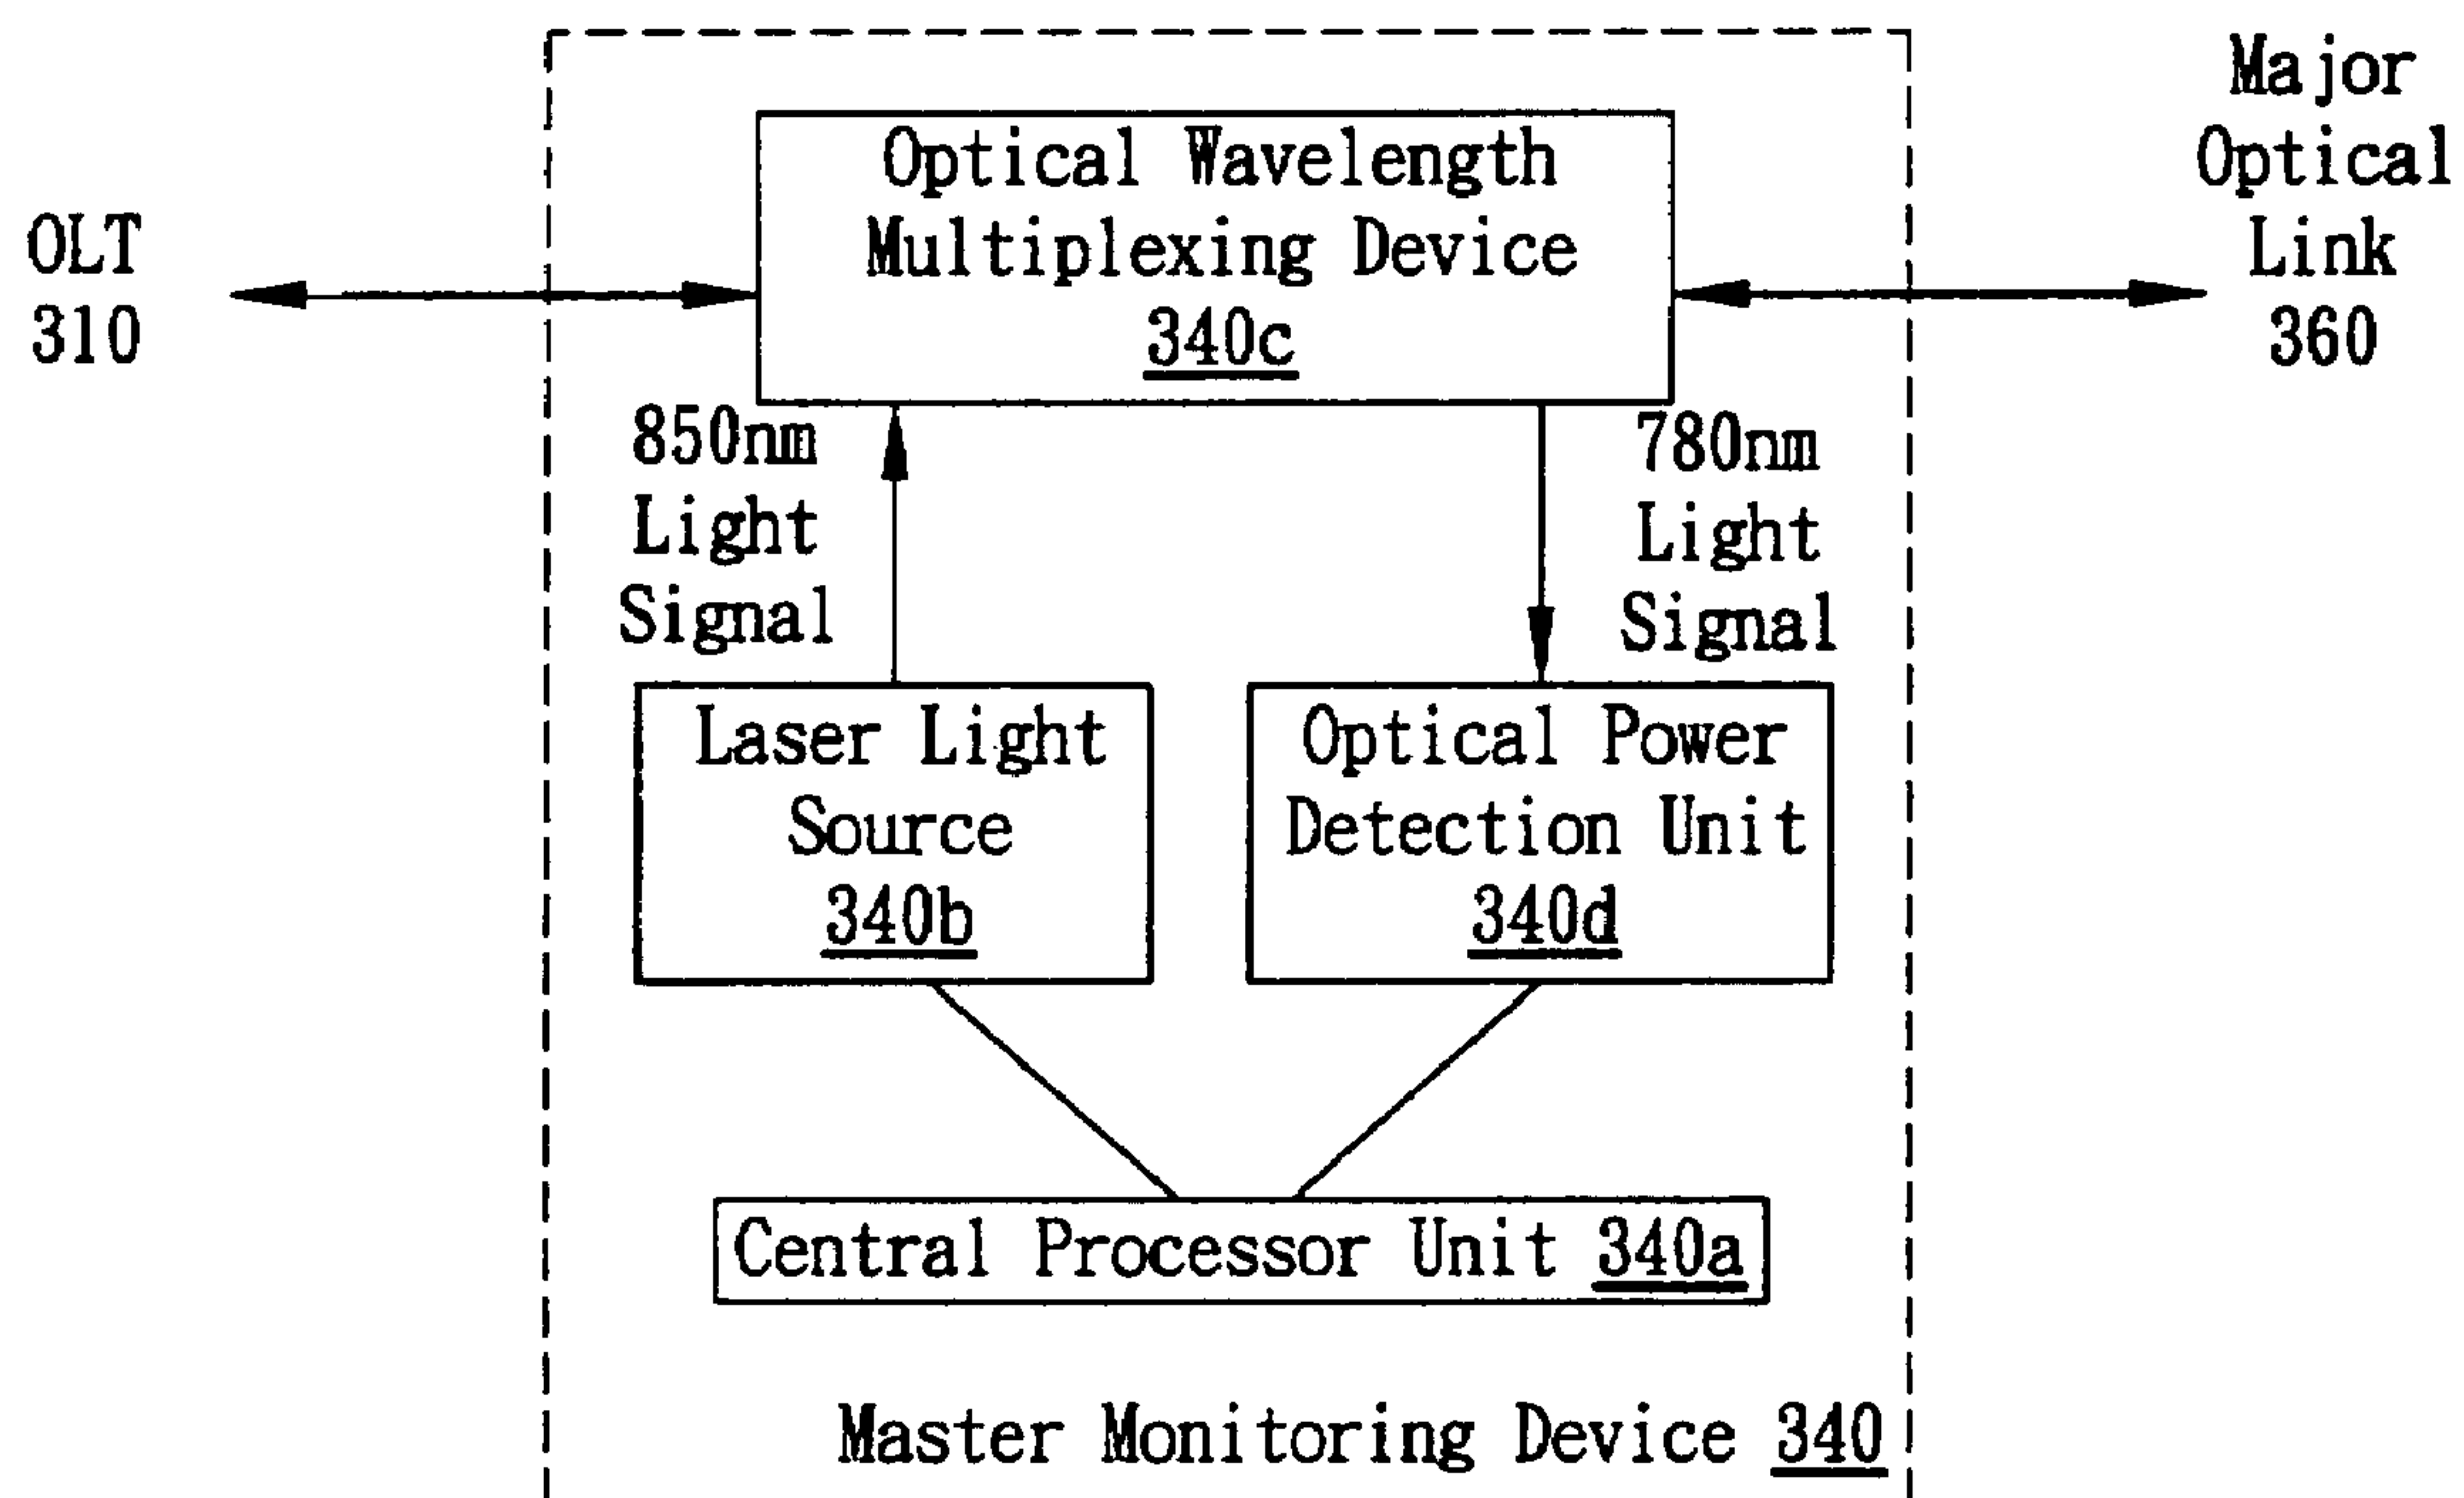 Major
Optical
Link
360
OLT
310
Optical Wavelength
Multiplexing Device
340c
850nm
Light
Signal
780nm
Light
Signal
Laser Light
Source
340b
Optical Power
Detection Unit
340d
Central Processor Unit 340a
Master Monitoring Device 340